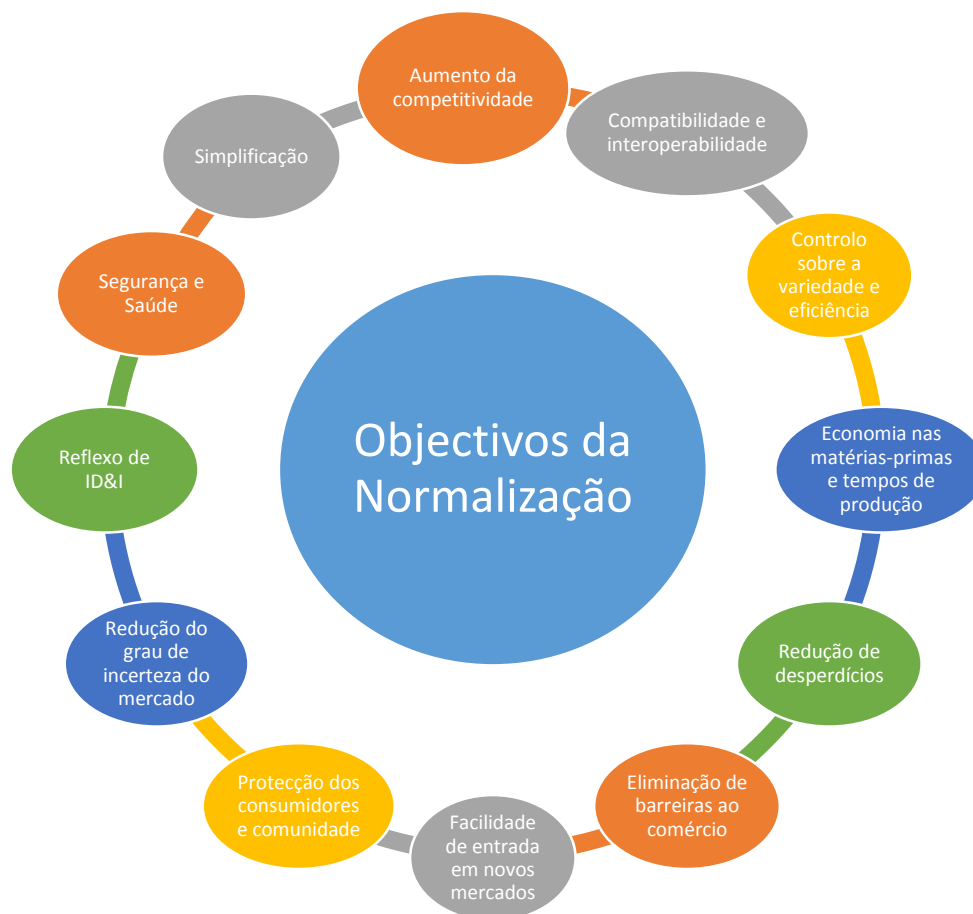 Aumento da
competitividade
Compatibilidade e
interoperabilidade
Controlo
sobre a
variedade e
eficiência
Economia nas
matérias-primas
e tempos de
produção
Redução de
desperdícios
Eliminação de
barreiras ao
comércio
Facilidade
de entrada
em novos
mercados
Protecção dos
consumidores
e comunidade
Redução do
grau de
incerteza do
mercado
Reflexo de
ID&I
Segurança e
Saúde
Simplificação
Objectivos da
Normalização